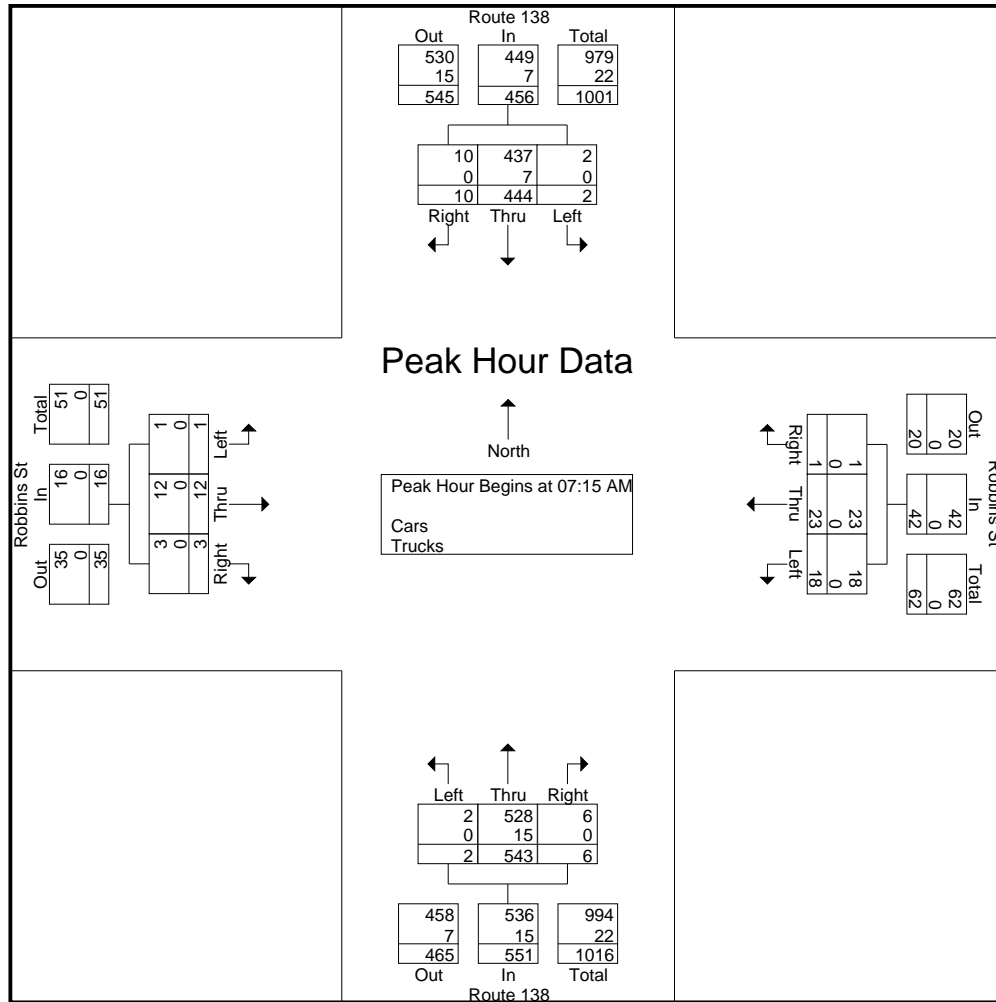 Route 138
Out In Total
530 449 979
15 7 22
545 456 1001
10 437 2
0 7 0
10 444 2
Right Thru Left
Peak Hour Data
North
Peak Hour Begins at 07:15 AM
Cars
Trucks
Robbins St
Total In Out
51 16 35
0 0 0
51 16 35
1 12 3
0 0 0
1 12 3
Left Thru Right
Right Thru Left
1 23 18
0 0 0
1 23 18
20 42 62
0 0 0
20 42 62
Out In Total
Robbins St
Left Thru Right
2 528 6
0 15 0
2 543 6
458 536 994
7 15 22
465 551 1016
Out In Total
Route 138